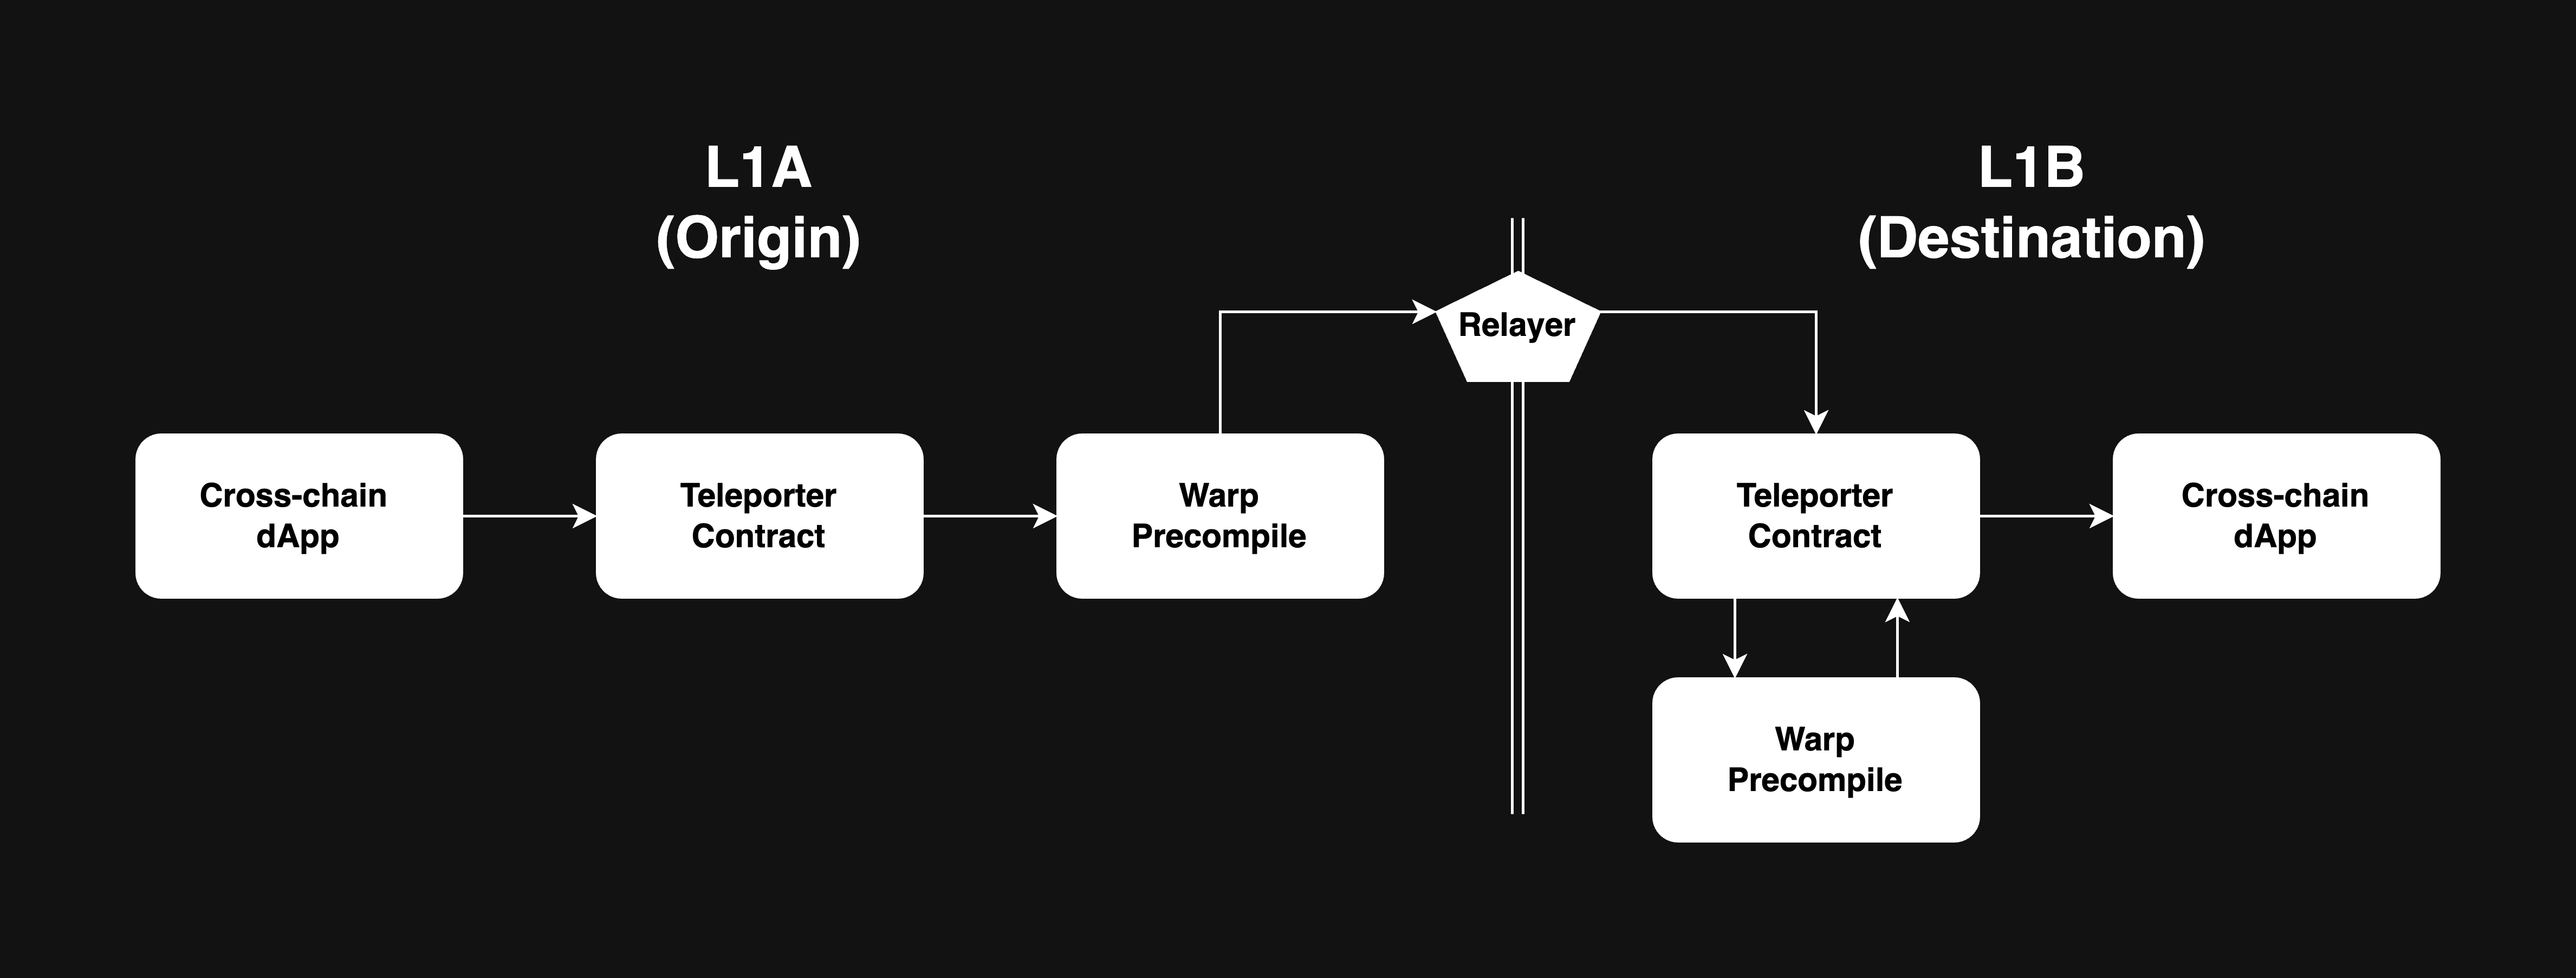 L1A
(Origin)
L1B
(Destination)
Relayer
Cross-chain
dApp
Teleporter
Contract
Warp
Precompile
Teleporter
Contract
Cross-chain
dApp
Warp
Precompile